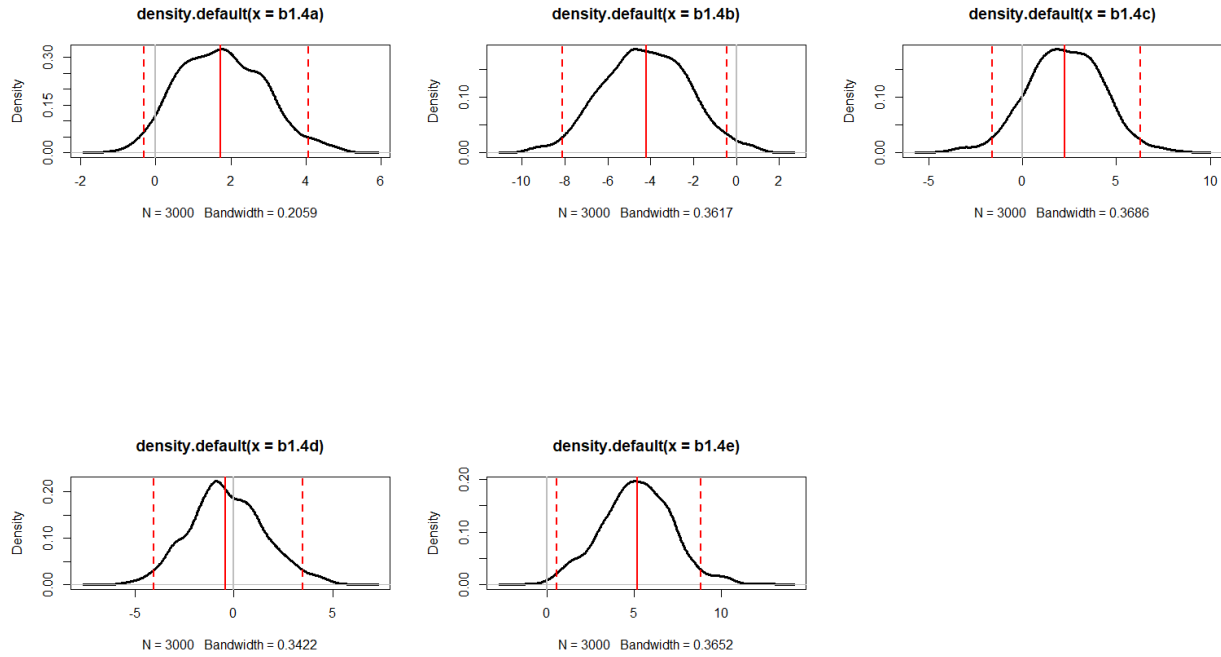 density.default(x = b1.4a)
density.default(x = b1.4b)
density.default(x = b1.4c)
Density
0.00
0.15
0.30
-2
0
2
4
6
N = 3000 Bandwidth = 0.2059
Density
0.00
0.10
-10
-8
-6
-4
-2
0
2
N = 3000 Bandwidth = 0.3617
Density
0.00
0.10
-5
0
5
10
N = 3000 Bandwidth = 0.3686
density.default(x = b1.4d)
density.default(x = b1.4e)
Density
0.00
0.10
0.20
-5
0
5
N = 3000 Bandwidth = 0.3422
Density
0.00
0.10
0.20
0
5
10
N = 3000 Bandwidth = 0.3652